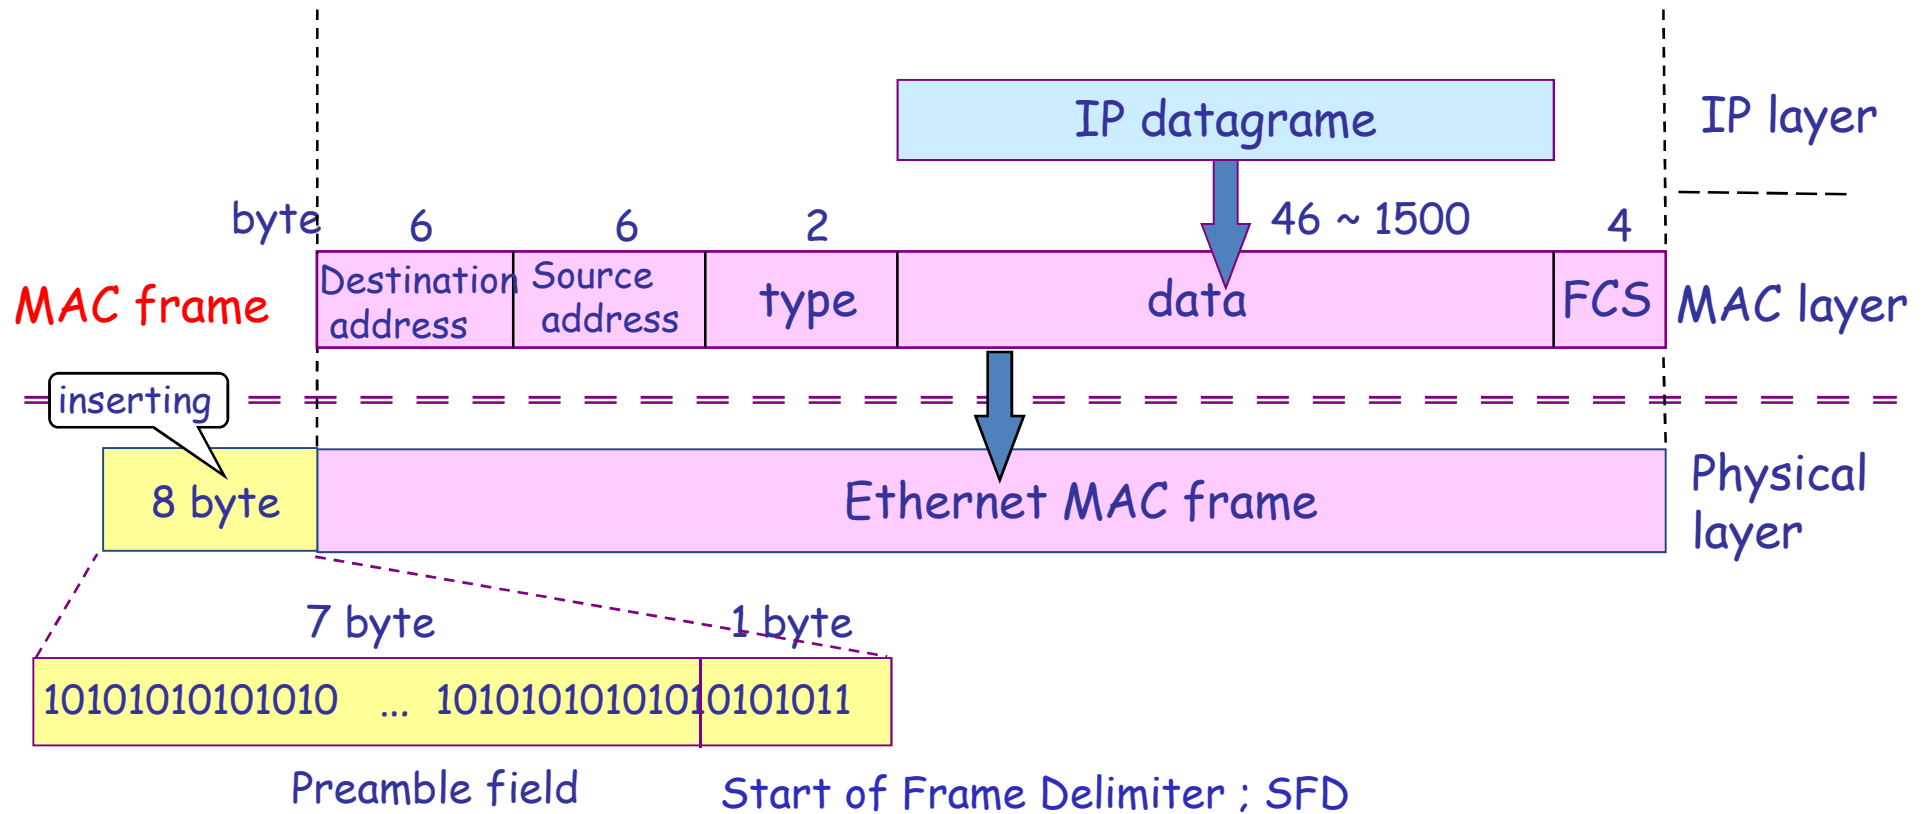 IP datagrame
IP layer
byte 6 6 2 46 ~ 1500 4
MAC frame
Destination
address
Source
address
type
data
FCS
MAC layer
inserting
8 byte
Ethernet MAC frame
Physical
layer
7 byte 1 byte
10101010101010 ... 10101010101010101011
Preamble field
Start of Frame Delimiter ; SFD